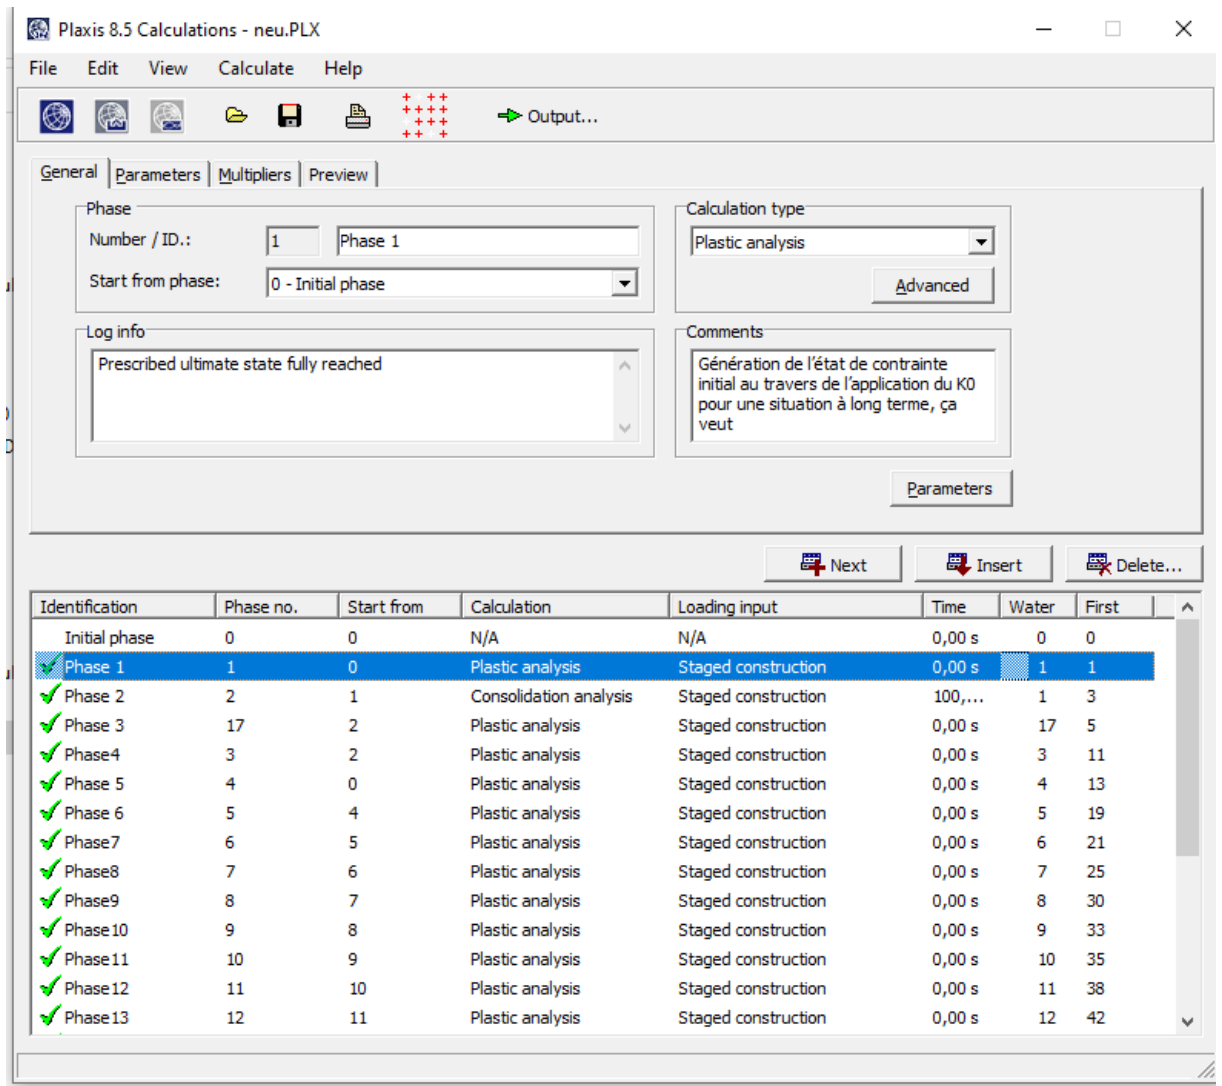 Plaxis 8.5 Calculations - neu.PLX
File Edit View Calculate Help
Output...
General Parameters Multipliers Preview
Phase
Number / ID.: 1 Phase 1
Start from phase: 0 - Initial phase
Calculation type
Plastic analysis
Advanced
Log info
Prescribed ultimate state fully reached
Comments
Génération de l'état de contrainte
initial au travers de l'application du K0
pour une situation à long terme, ça
veut
Parameters
Next Insert Delete...
Identification Phase no. Start from Calculation Loading input Time Water First
Initial phase 0 0 N/A N/A 0,00 s 0 0
Phase 1 1 0 Plastic analysis Staged construction 0,00 s 1 1
Phase 2 2 1 Consolidation analysis Staged construction 100,... 1 3
Phase 3 17 2 Plastic analysis Staged construction 0,00 s 17 5
Phase4 3 2 Plastic analysis Staged construction 0,00 s 3 11
Phase 5 4 0 Plastic analysis Staged construction 0,00 s 4 13
Phase 6 5 4 Plastic analysis Staged construction 0,00 s 5 19
Phase7 6 5 Plastic analysis Staged construction 0,00 s 6 21
Phase8 7 6 Plastic analysis Staged construction 0,00 s 7 25
Phase9 8 7 Plastic analysis Staged construction 0,00 s 8 30
Phase10 9 8 Plastic analysis Staged construction 0,00 s 9 33
Phase11 10 9 Plastic analysis Staged construction 0,00 s 10 35
Phase12 11 10 Plastic analysis Staged construction 0,00 s 11 38
Phase13 12 11 Plastic analysis Staged construction 0,00 s 12 42